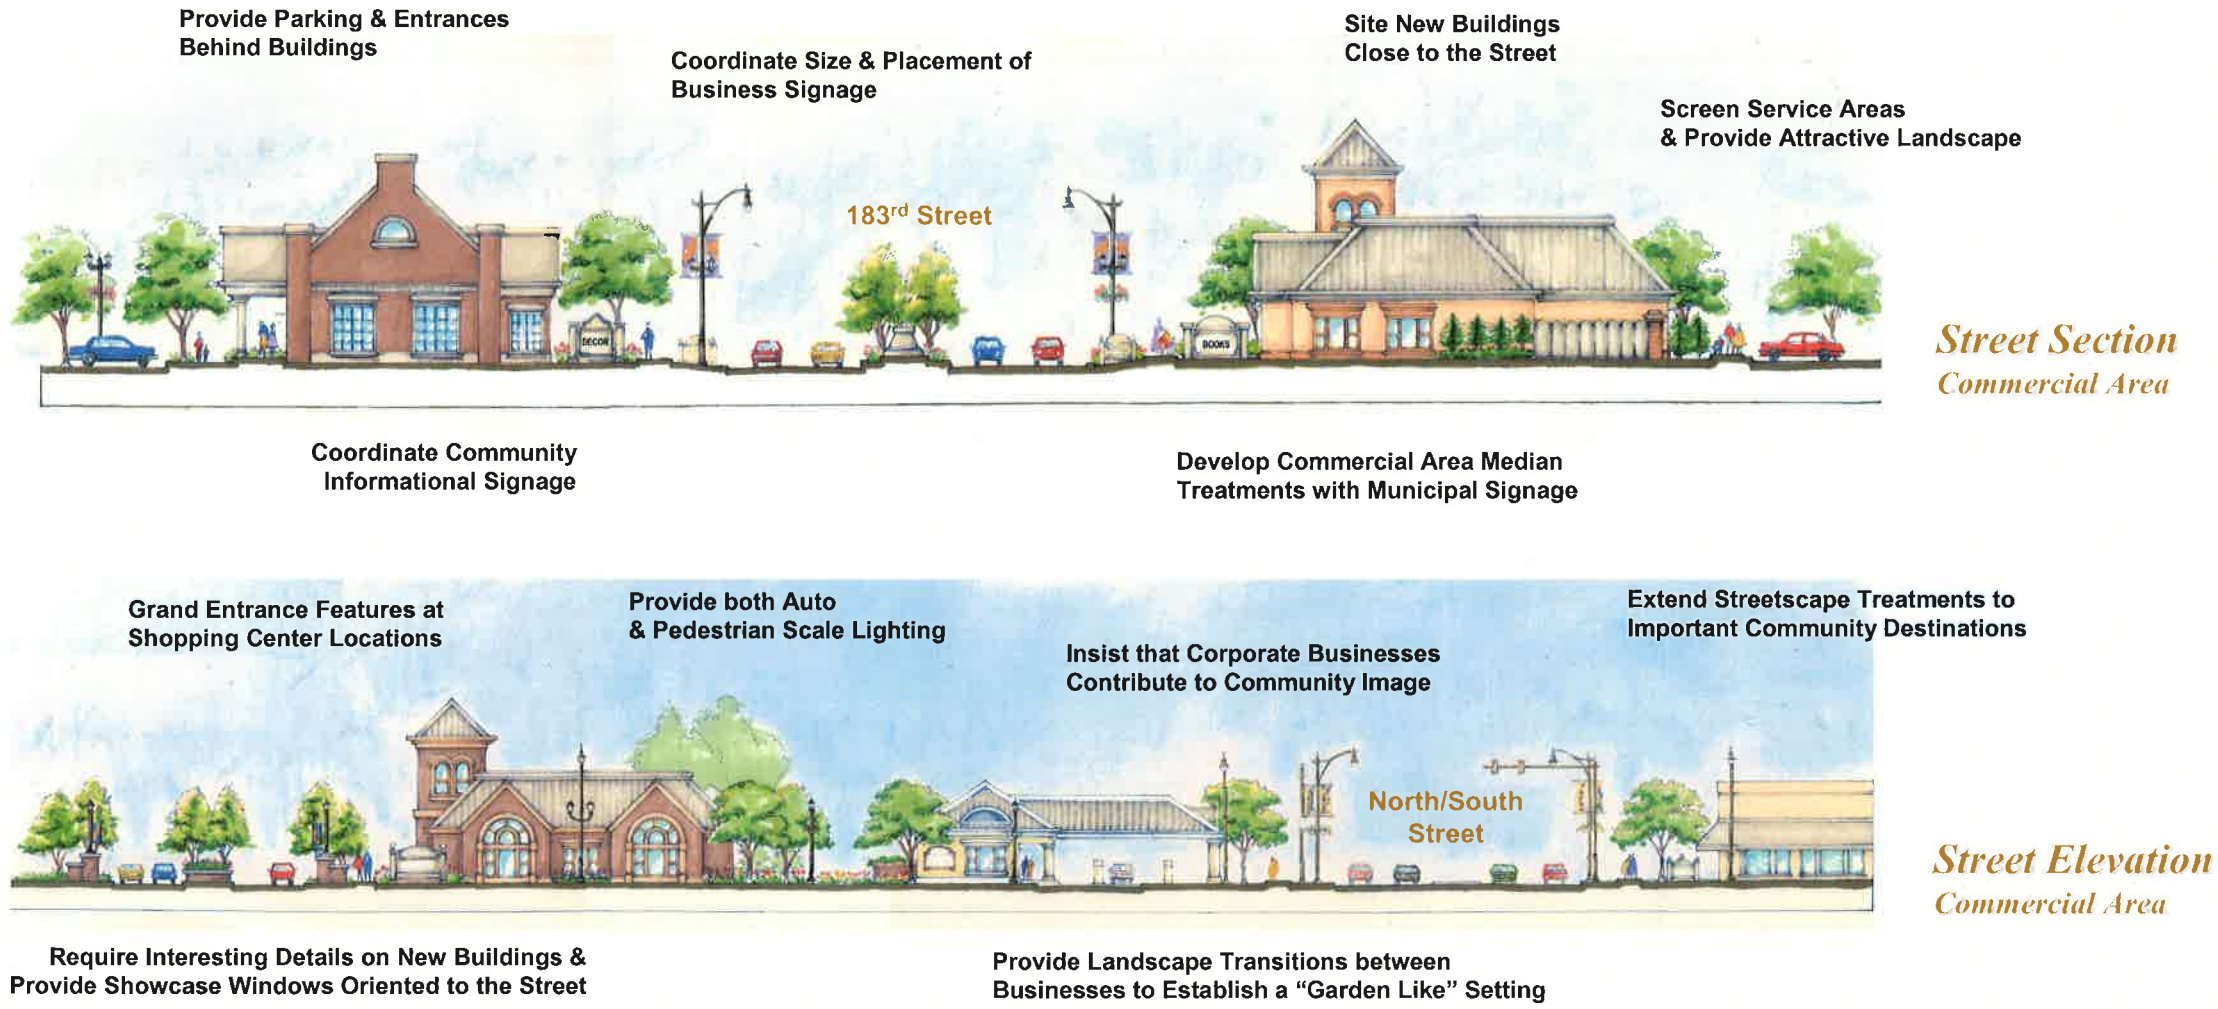 Provide Parking & Entrances
Behind Buildings
Coordinate Size & Placement of
Business Signage
Site New Buildings
Close to the Street
Screen Service Areas
& Provide Attractive Landscape
183rd Street
DECOR
BOOKS
Street Section
Commercial Area
Coordinate Community
Informational Signage
Develop Commercial Area Median
Treatments with Municipal Signage
Grand Entrance Features at
Shopping Center Locations
Provide both Auto
& Pedestrian Scale Lighting
Insist that Corporate Businesses
Contribute to Community Image
Extend Streetscape Treatments to
Important Community Destinations
North/South
Street
Street Elevation
Commercial Area
Require Interesting Details on New Buildings &
Provide Showcase Windows Oriented to the Street
Provide Landscape Transitions between
Businesses to Establish a “Garden Like” Setting